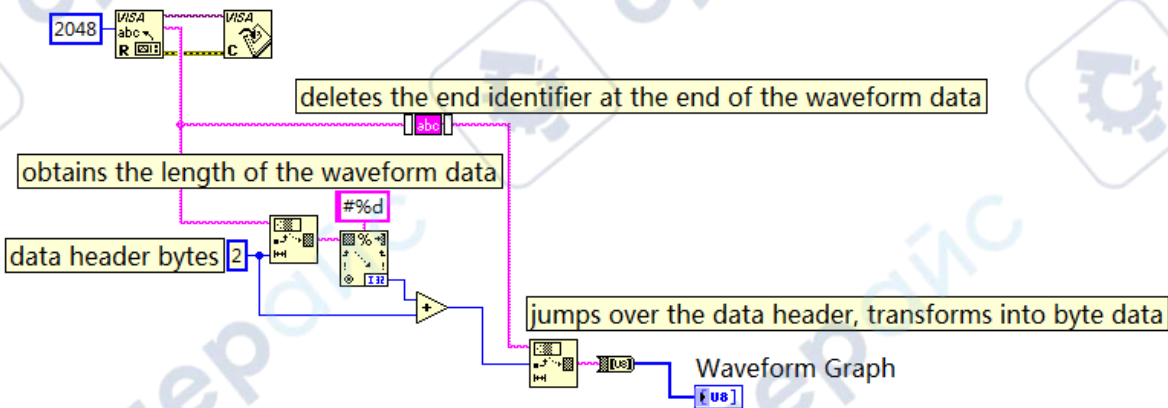 VISA
abc
R
VISA
C
2048
deletes the end identifier at the end of the waveform data
abc
obtains the length of the waveform data
#%d
data header bytes
2
%
I32
+
jumps over the data header, transforms into byte data
[U8]
Waveform Graph
[U8]